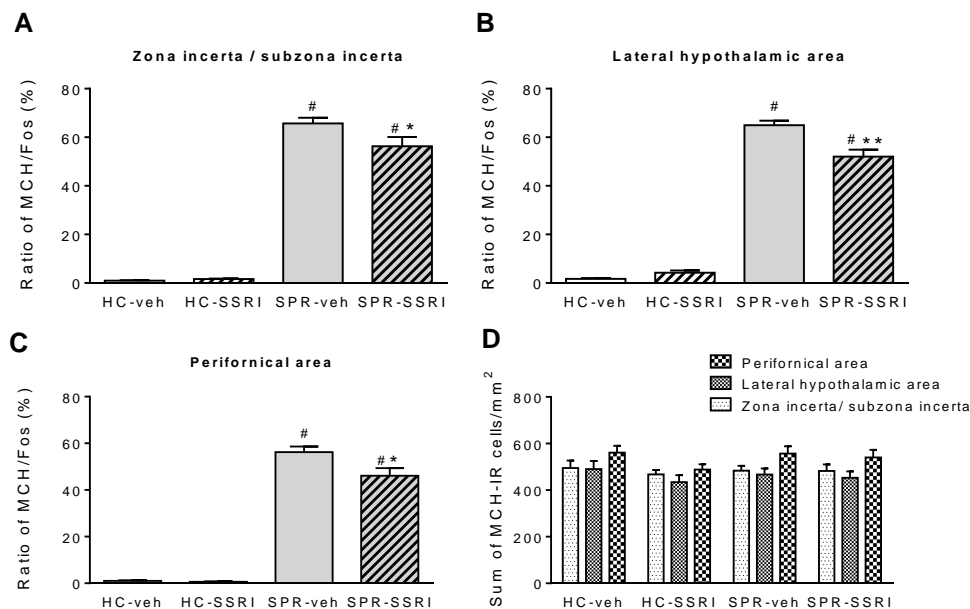 A
Zona incerta / subzona incerta
Ratio of MCH/Fos (%)
80
60
40
20
0
#
# *
HC-veh HC-SSRI SPR-veh SPR-SSRI
B
Lateral hypothalamic area
Ratio of MCH/Fos (%)
80
60
40
20
0
#
# **
HC-veh HC-SSRI SPR-veh SPR-SSRI
C
Perifornical area
Ratio of MCH/Fos (%)
80
60
40
20
0
#
# *
HC-veh HC-SSRI SPR-veh SPR-SSRI
D
Perifornical area
Lateral hypothalamic area
Zona incerta/ subzona incerta
Sum of MCH-IR cells/mm²
800
600
400
200
0
HC-veh HC-SSRI SPR-veh SPR-SSRI